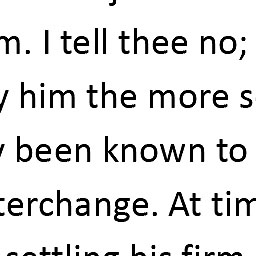 m. I tell thee no;
him the more s
been known to
terchange. At tim
settling his firm